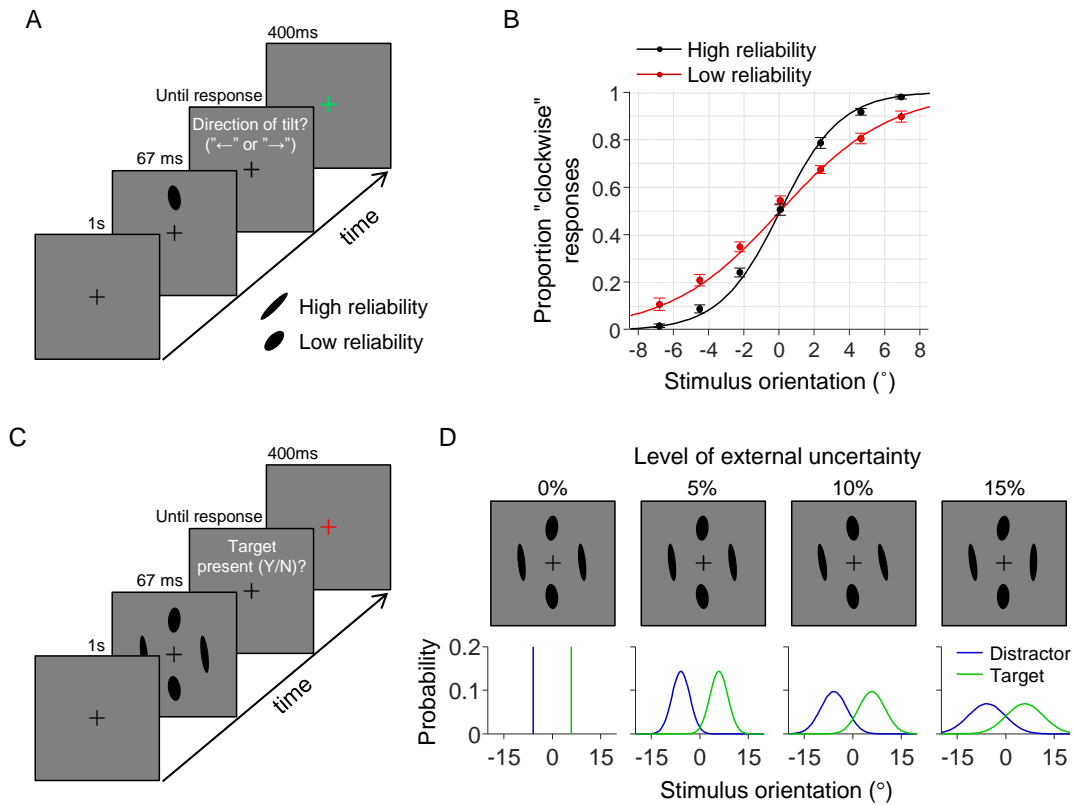 A
400ms
Until response
Direction of tilt?
("←" or "→")
67 ms
1s
time
High reliability
Low reliability
B
High reliability
Low reliability
Proportion "clockwise"
responses
1
0.8
0.6
0.4
0.2
0
-8 -6 -4 -2 0 2 4 6 8
Stimulus orientation (°)
C
400ms
Until response
Target
present (Y/N)?
67 ms
1s
time
D
Level of external uncertainty
0% 5% 10% 15%
Probability
0.2
0.1
0
Distractor
Target
-15 0 15 -15 0 15 -15 0 15 -15 0 15
Stimulus orientation (°)